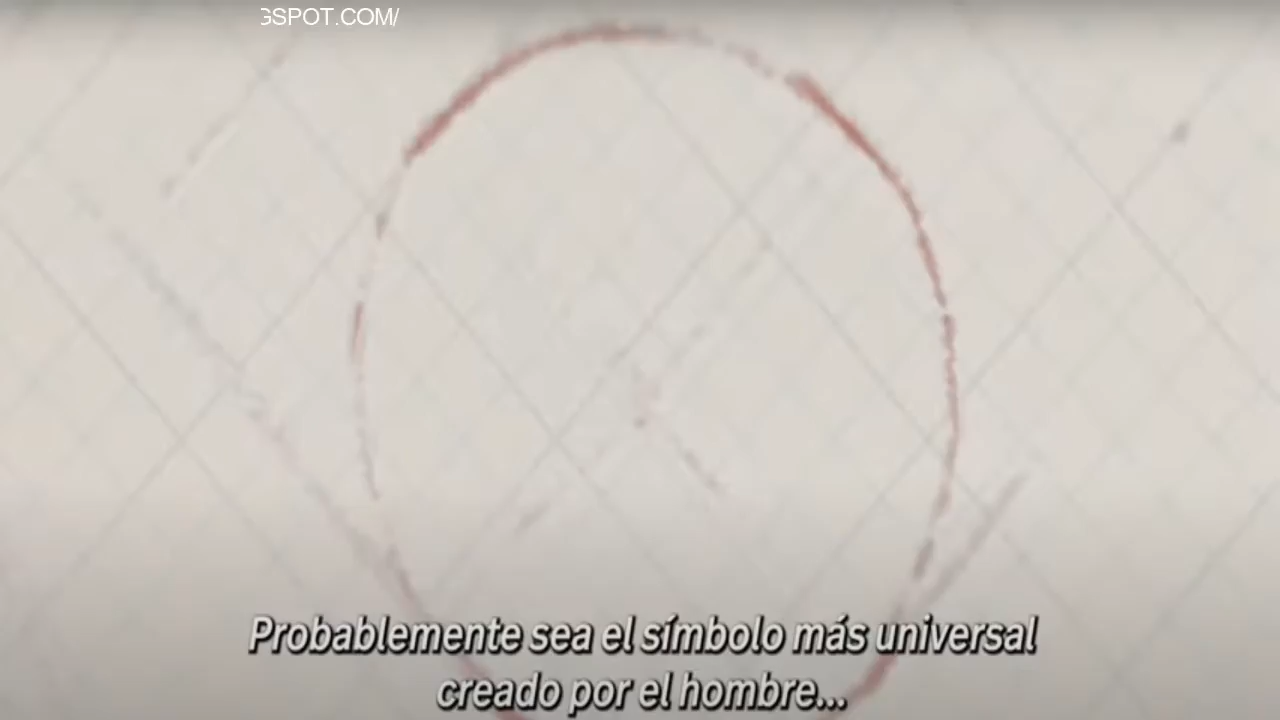 GSPOT.COM/
Probablemente sea el símbolo más universal
creado por el hombre...